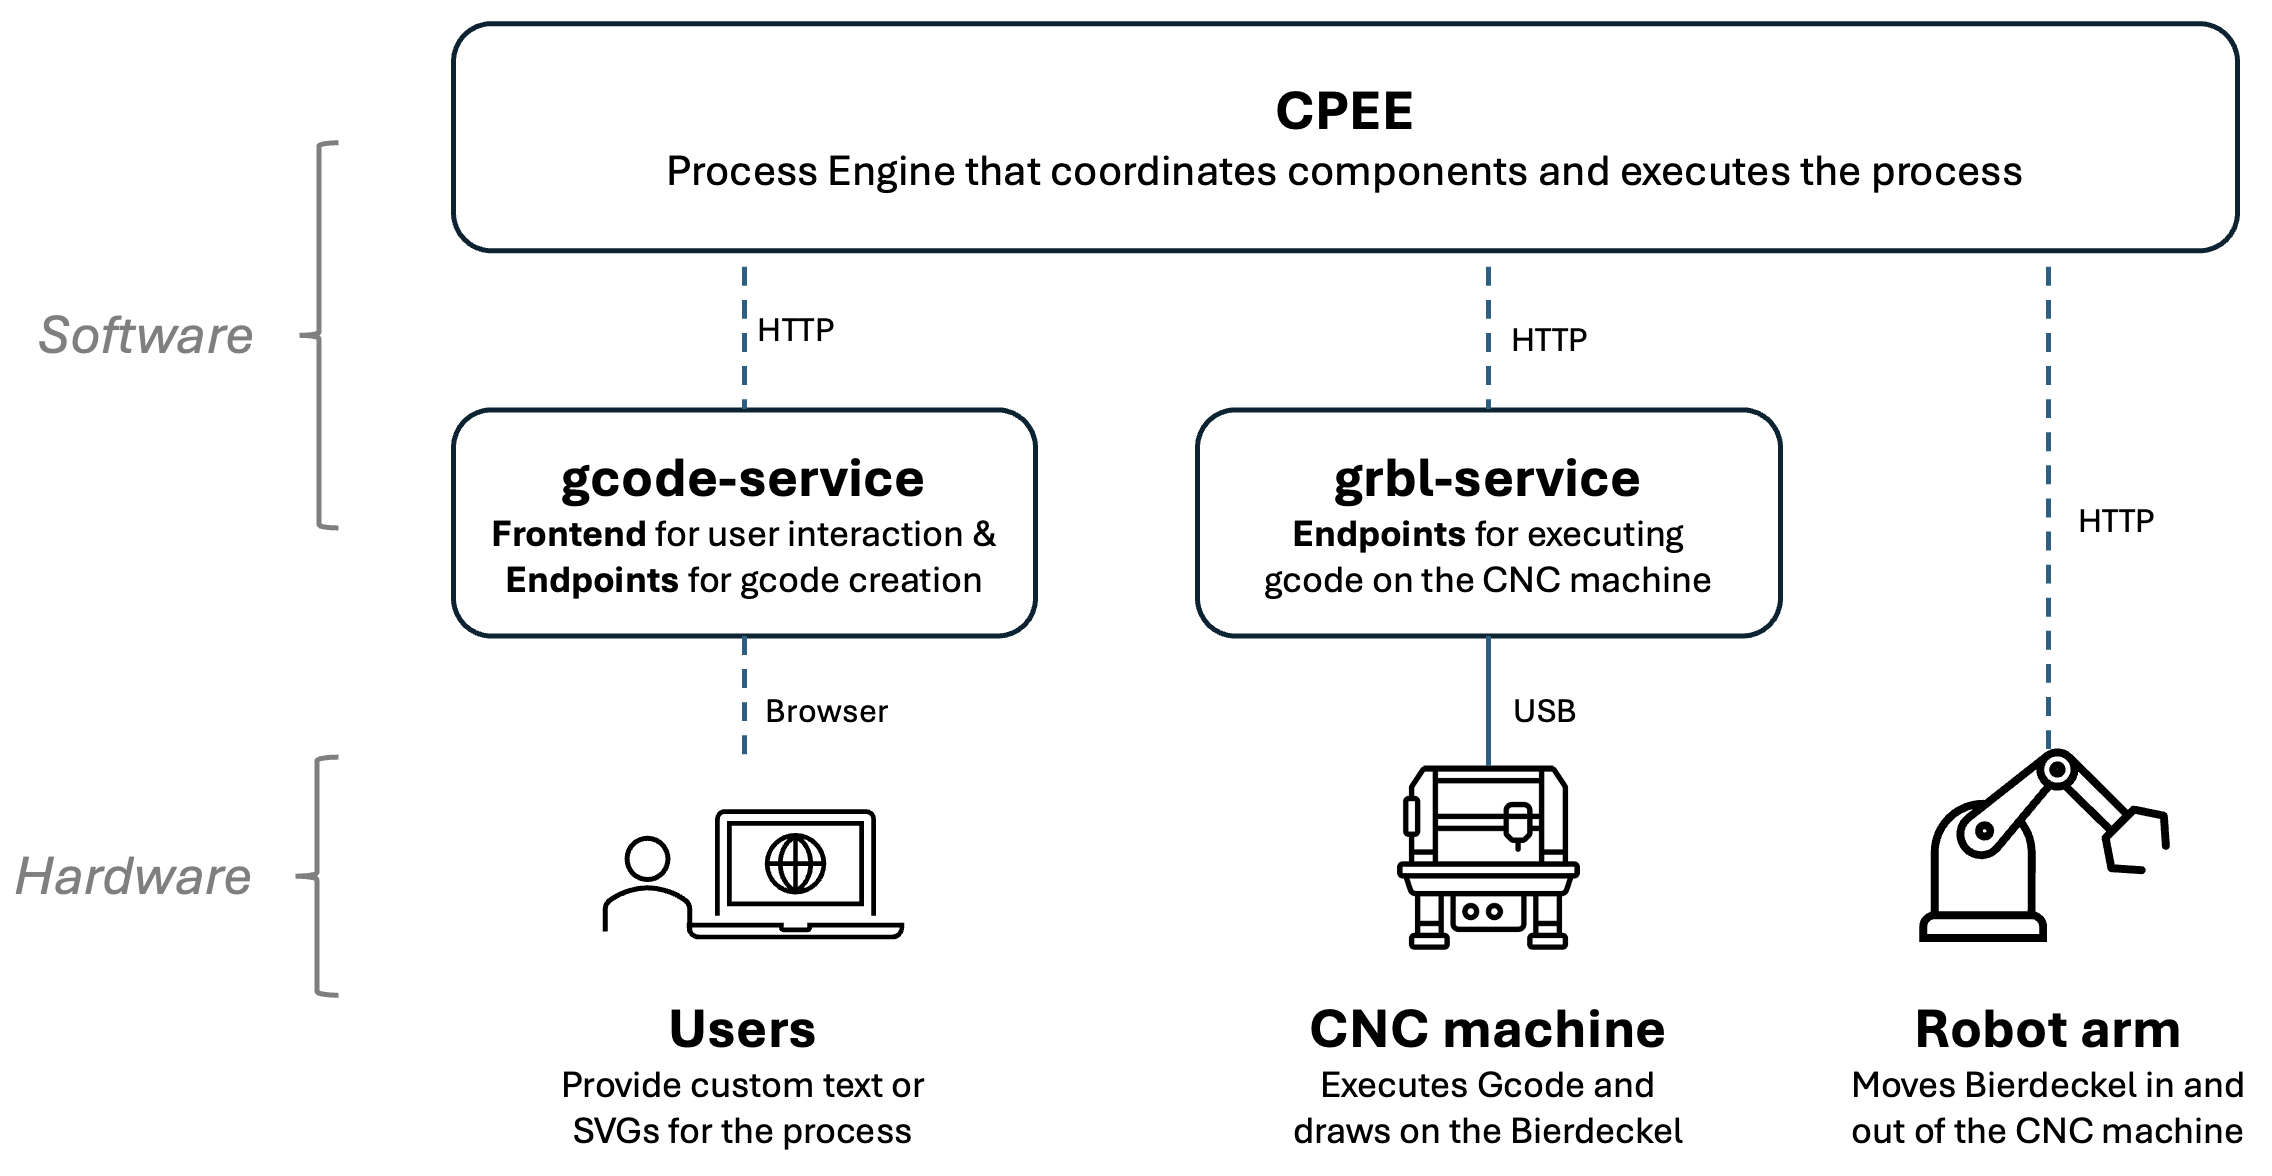 CPEE
Process Engine that coordinates components and executes the process
Software
HTTP
HTTP
HTTP
gcode-service
Frontend for user interaction &
Endpoints for gcode creation
grbl-service
Endpoints for executing
gcode on the CNC machine
Browser
USB
Hardware
Users
Provide custom text or
SVGs for the process
CNC machine
Executes Gcode and
draws on the Bierdeckel
Robot arm
Moves Bierdeckel in and
out of the CNC machine